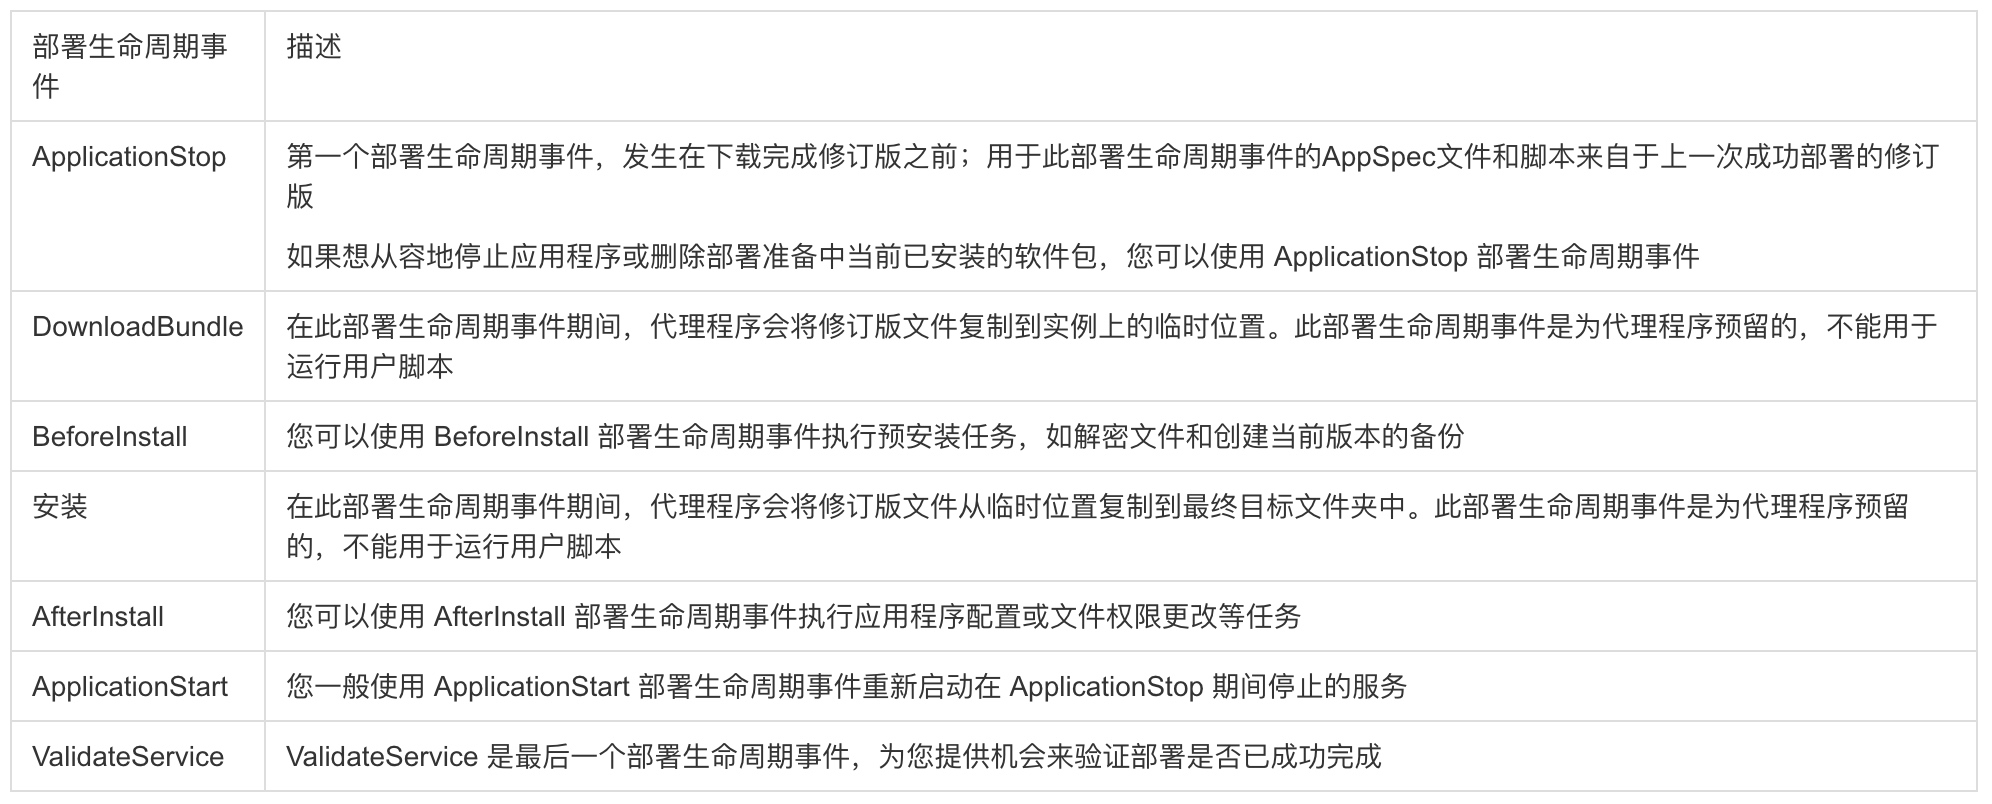 部署生命周期事
件
描述
ApplicationStop
第一个部署生命周期事件，发生在下载完成修订版之前；用于此部署生命周期事件的AppSpec文件和脚本来自于上一次成功部署的修订
版
如果想从容地停止应用程序或删除部署准备中当前已安装的软件包，您可以使用 ApplicationStop 部署生命周期事件
DownloadBundle
在此部署生命周期事件期间，代理程序会将修订版文件复制到实例上的临时位置。此部署生命周期事件是为代理程序预留的，不能用于
运行用户脚本
BeforeInstall
您可以使用 BeforeInstall 部署生命周期事件执行预安装任务，如解密文件和创建当前版本的备份
安装
在此部署生命周期事件期间，代理程序会将修订版文件从临时位置复制到最终目标文件夹中。此部署生命周期事件是为代理程序预留
的，不能用于运行用户脚本
AfterInstall
您可以使用 AfterInstall 部署生命周期事件执行应用程序配置或文件权限更改等任务
ApplicationStart
您一般使用 ApplicationStart 部署生命周期事件重新启动在 ApplicationStop 期间停止的服务
ValidateService
ValidateService 是最后一个部署生命周期事件，为您提供机会来验证部署是否已成功完成